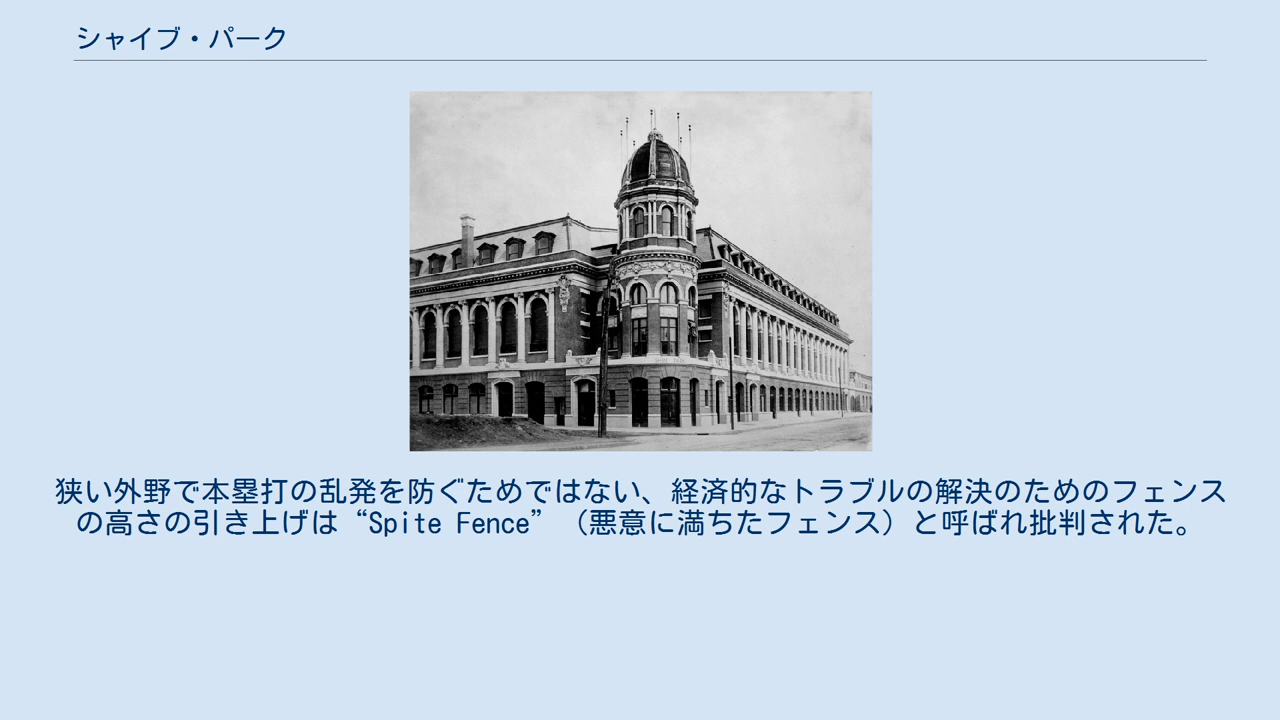 シャイブ・パーク
狭い外野で本塁打の乱発を防ぐためではない、経済的なトラブルの解決のためのフェンス
の高さの引き上げは“Spite Fence”（悪意に満ちたフェンス）と呼ばれ批判された。